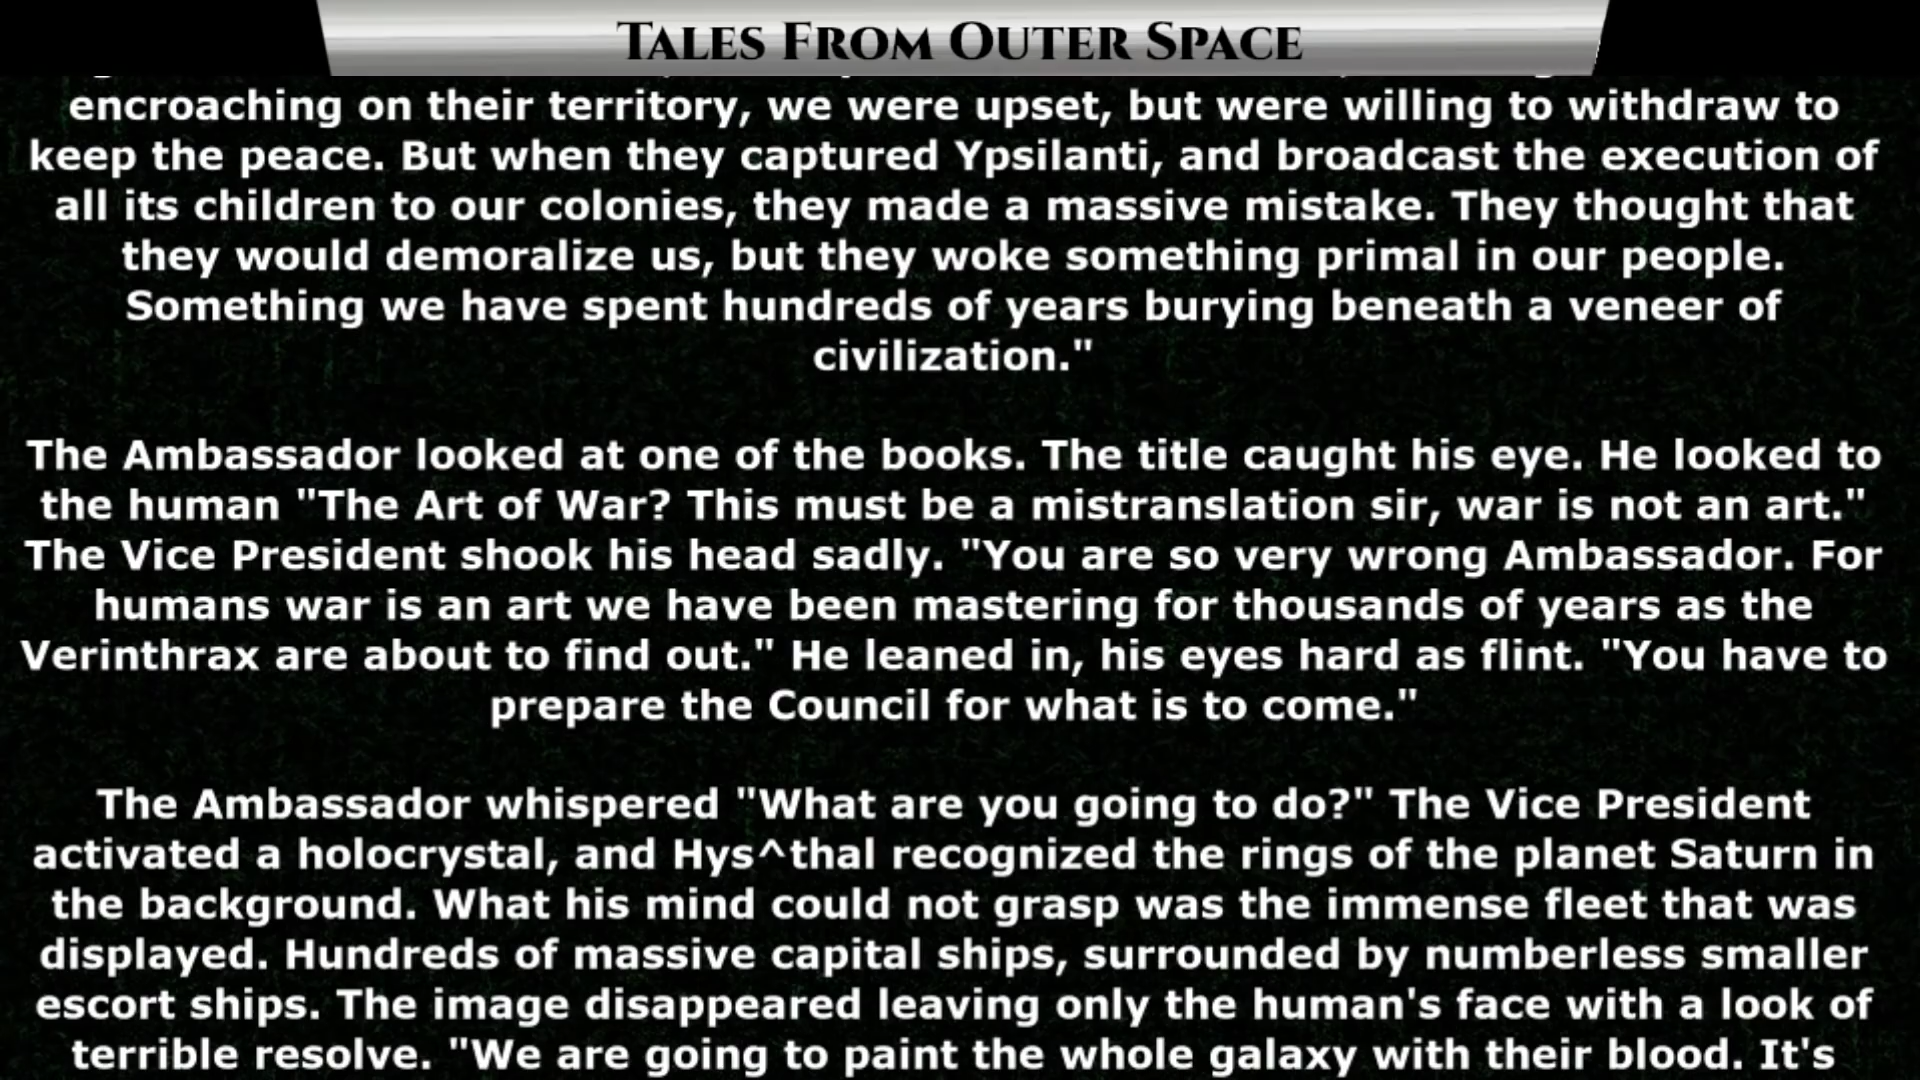 Tales From Outer Space
encroaching on their territory, we were upset, but were willing to withdraw to
keep the peace. But when they captured Ypsilanti, and broadcast the execution of
all its children to our colonies, they made a massive mistake. They thought that
they would demoralize us, but they woke something primal in our people.
Something we have spent hundreds of years burying beneath a veneer of
civilization."
The Ambassador looked at one of the books. The title caught his eye. He looked to
the human "The Art of War? This must be a mistranslation sir, war is not an art."
The Vice President shook his head sadly. "You are so very wrong Ambassador. For
humans war is an art we have been mastering for thousands of years as the
Verinthrax are about to find out." He leaned in, his eyes hard as flint. "You have to
prepare the Council for what is to come."
The Ambassador whispered "What are you going to do?" The Vice President
activated a holocrystal, and Hys^thal recognized the rings of the planet Saturn in
the background. What his mind could not grasp was the immense fleet that was
displayed. Hundreds of massive capital ships, surrounded by numberless smaller
escort ships. The image disappeared leaving only the human's face with a look of
terrible resolve. "We are going to paint the whole galaxy with their blood. It's